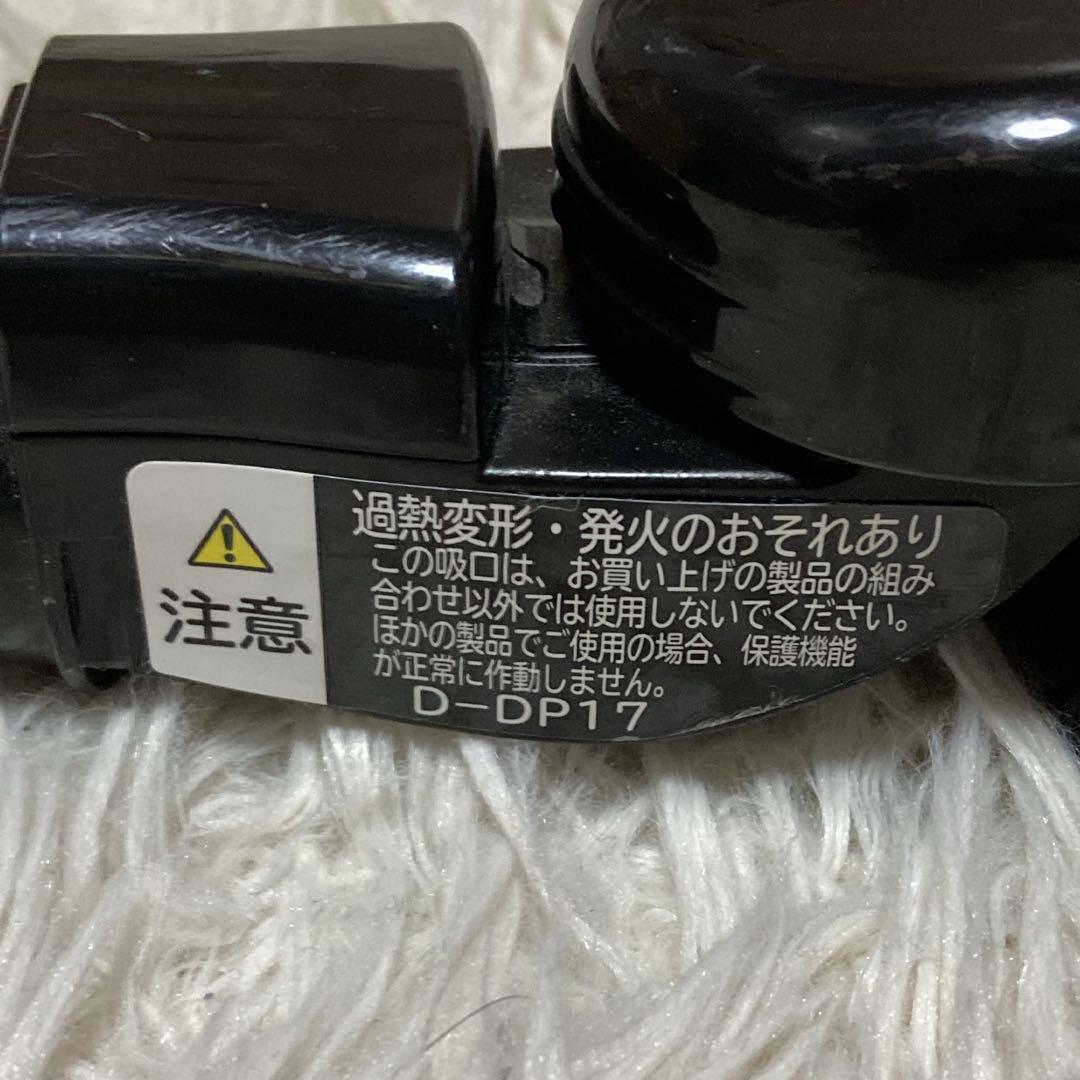 注意
過熱変形・発火のおそれあり
この吸口は、お買い上げの製品の組み
合わせ以外では使用しないでください。
ほかの製品でご使用の場合、保護機能
が正常に作動しません。
D-DP17